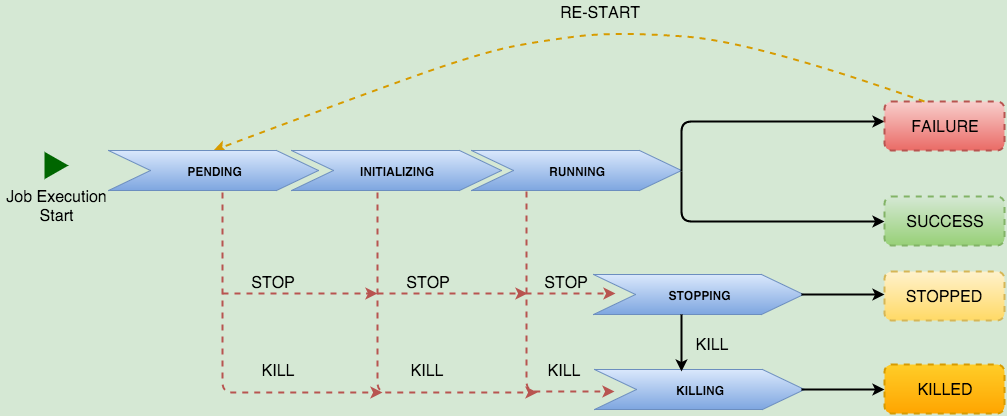 RE-START
FAILURE
PENDING
INITIALIZING
RUNNING
Job Execution
Start
SUCCESS
STOP
STOP
STOP
STOPPING
STOPPED
KILL
KILL
KILL
KILL
KILLING
KILLED